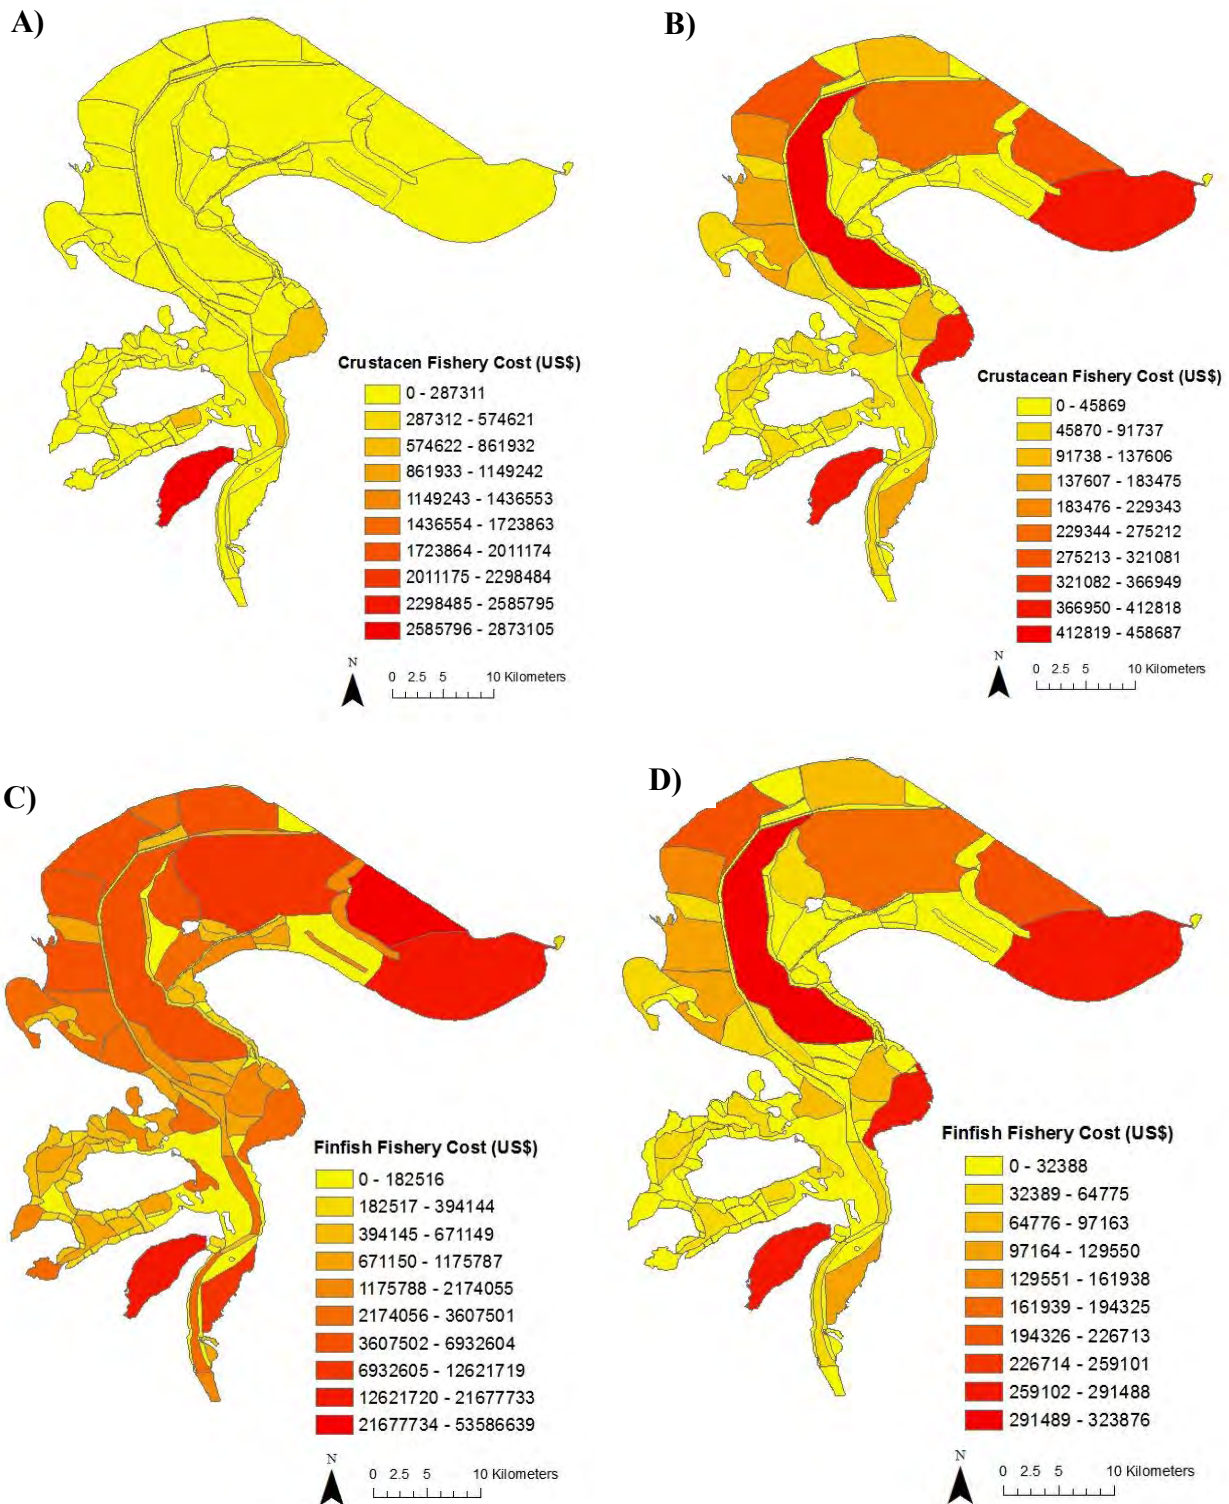 A)
Crustacen Fishery Cost (US$)
0 - 287311
287312 - 574621
574622 - 861932
861933 - 1149242
1149243 - 1436553
1436554 - 1723863
1723864 - 2011174
2011175 - 2298484
2298485 - 2585795
2585796 - 2873105
N
0 2.5 5 10 Kilometers
B)
Crustacean Fishery Cost (US$)
0 - 45869
45870 - 91737
91738 - 137606
137607 - 183475
183476 - 229343
229344 - 275212
275213 - 321081
321082 - 366949
366950 - 412818
412819 - 458687
N
0 2.5 5 10 Kilometers
C)
Finfish Fishery Cost (US$)
0 - 182516
182517 - 394144
394145 - 671149
671150 - 1175787
1175788 - 2174055
2174056 - 3607501
3607502 - 6932604
6932605 - 12621719
12621720 - 21677733
21677734 - 53586639
N
0 2.5 5 10 Kilometers
D)
Finfish Fishery Cost (US$)
0 - 32388
32389 - 64775
64776 - 97163
97164 - 129550
129551 - 161938
161939 - 194325
194326 - 226713
226714 - 259101
259102 - 291488
291489 - 323876
N
0 2.5 5 10 Kilometers